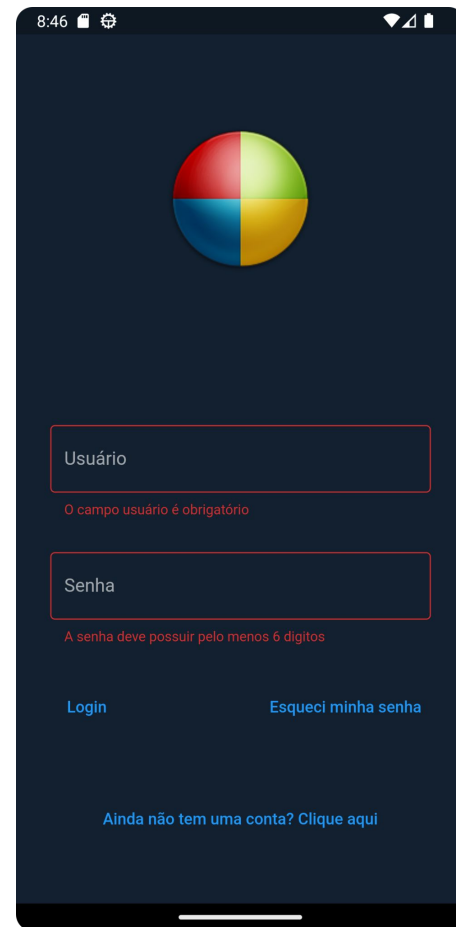 8:46
Usuário
O campo usuário é obrigatório
Senha
A senha deve possuir pelo menos 6 digitos
Login Esqueci minha senha
Ainda não tem uma conta? Clique aqui